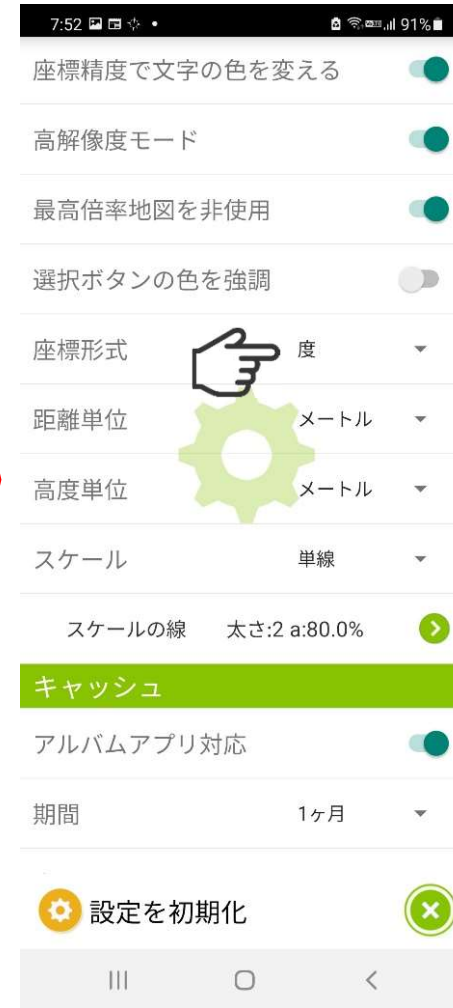 7:52 91%
座標精度で文字の色を変える
高解像度モード
最高倍率地図を非使用
選択ボタンの色を強調
座標形式 度
距離単位 メートル
高度単位 メートル
スケール 単線
スケールの線 太さ:2 a:80.0%
キャッシュ
アルバムアプリ対応
期間 1ヶ月
設定を初期化